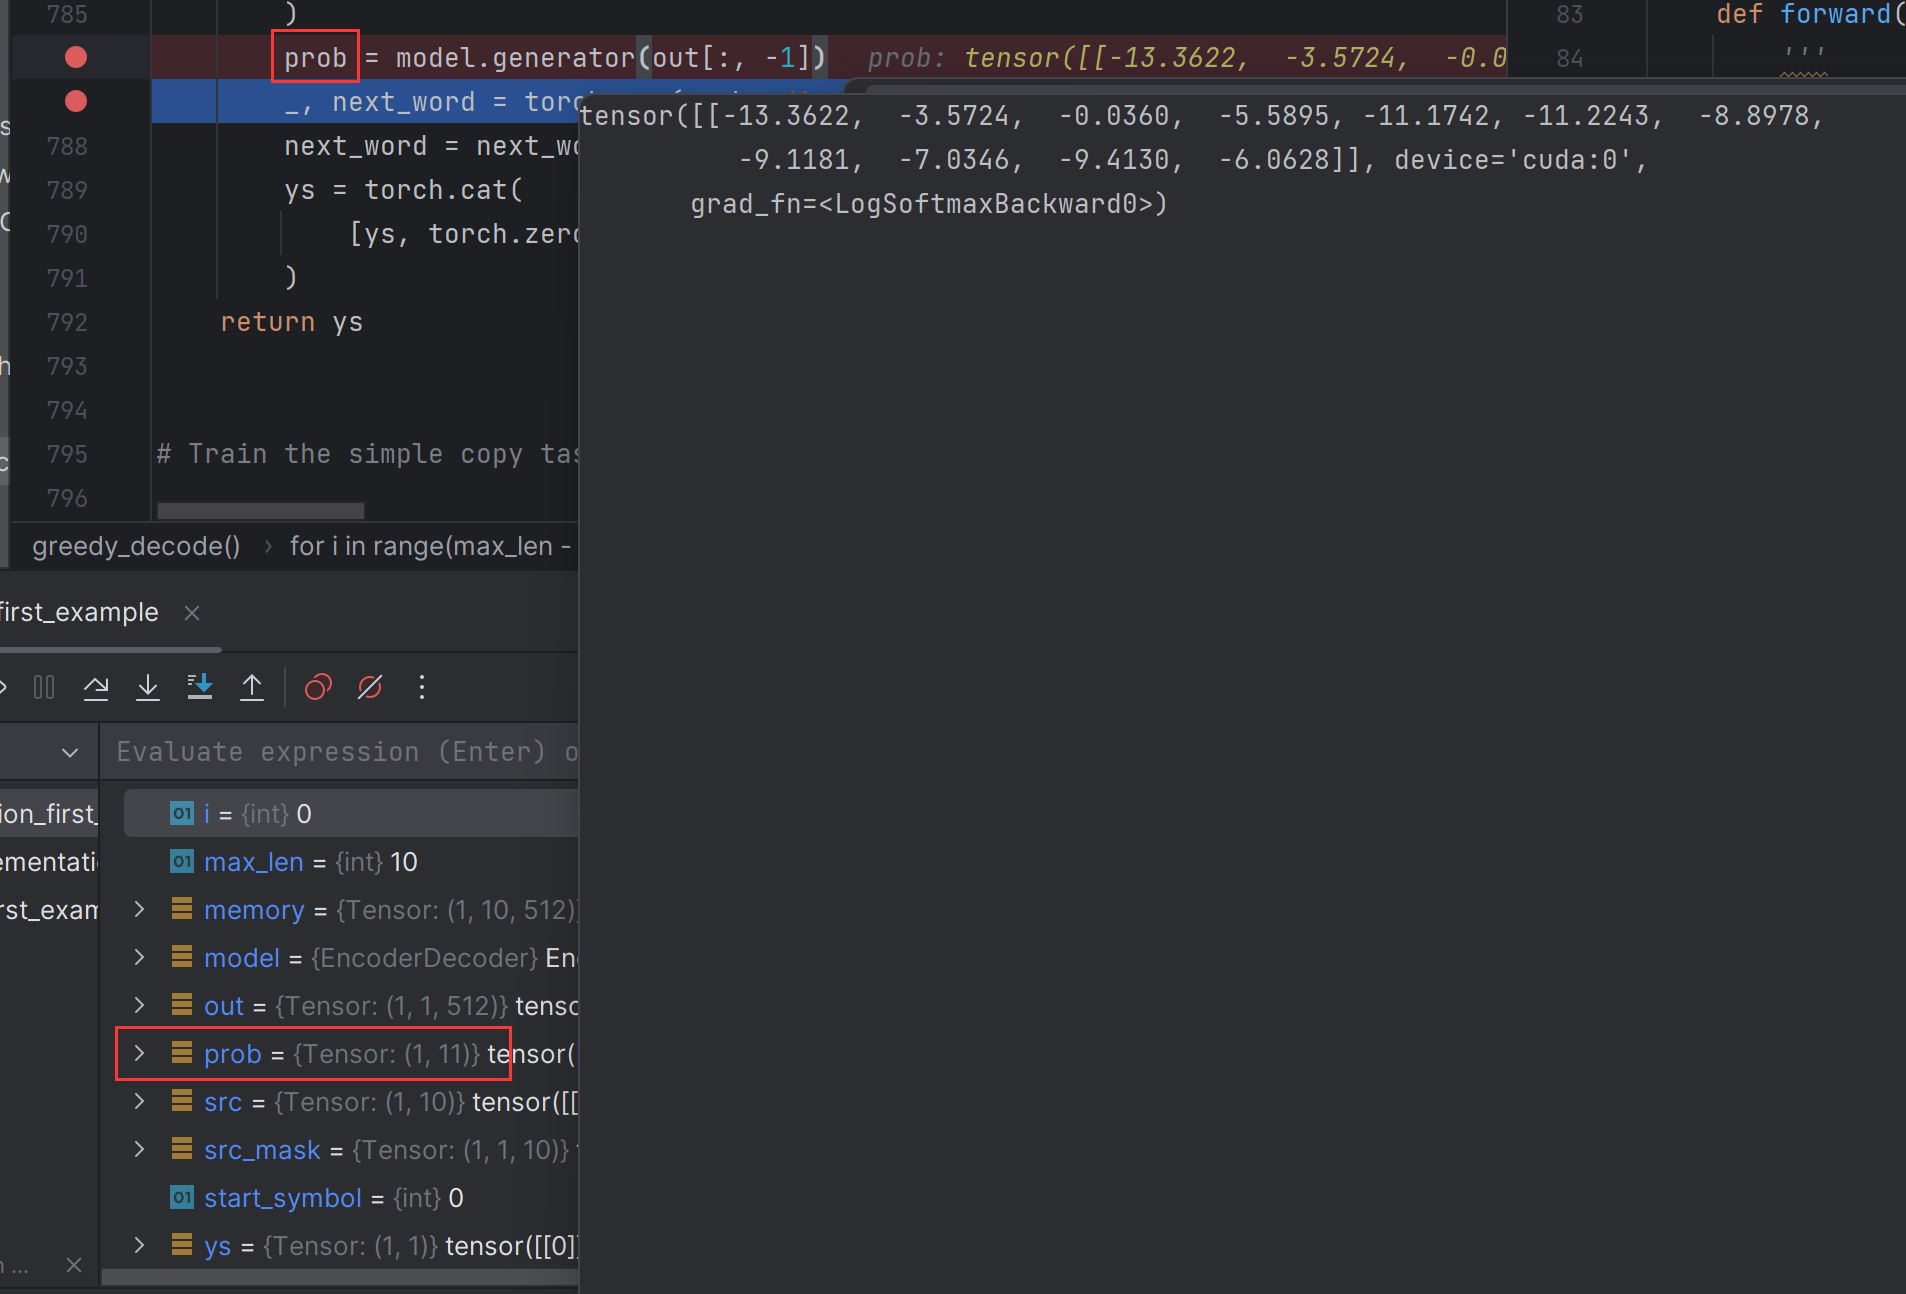 785 )
prob = model.generator(out[:, -1]) prob: tensor([[-13.3622, -3.5724, -0.0
_, next_word =
788 next_word =
789 ys = torch.cat(
790 [ys,
791 )
792 return ys
793
794
795 # Train the simple copy
796
83 def forward(
84 '''
tensor([[-13.3622, -3.5724, -0.0360, -5.5895, -11.1742, -11.2243, -8.8978,
-9.1181, -7.0346, -9.4130, -6.0628]], device='cuda:0',
grad_fn=<LogSoftmaxBackward0>)
greedy_decode() › for i in range(max_len -
first_example
Evaluate expression (Enter) o
ion_first_
ementati
rst_exam
01 i = {int} 0
01 max_len = {int} 10
memory = {Tensor: (1, 10, 512)}
model = {EncoderDecoder} En
out = {Tensor: (1, 1, 512)} tenso
prob = {Tensor: (1, 11)} tensor(
src = {Tensor: (1, 10)} tensor([[
src_mask = {Tensor: (1, 1, 10)}
01 start_symbol = {int} 0
ys = {Tensor: (1, 1)} tensor([[0]]